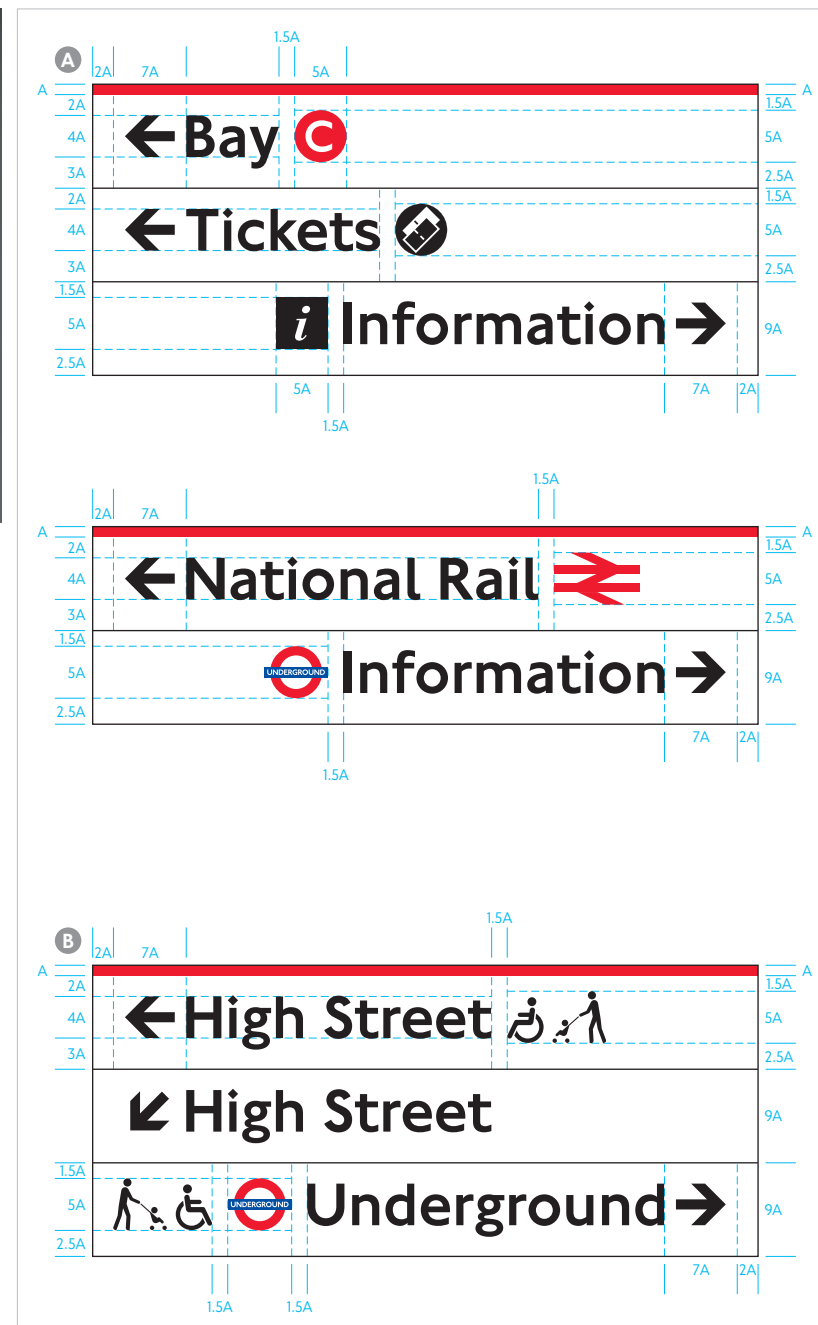 1.5A
A 2A 7A 5A
A A
2A 1.5A
4A Bay C 5A
3A 2.5A
2A 1.5A
4A Tickets 5A
3A 2.5A
1.5A
5A i Information 9A
2.5A
5A 7A 2A
1.5A
1.5A
2A 7A
A A
2A 1.5A
4A National Rail 5A
3A 2.5A
1.5A
5A UNDERGROUND Information 9A
2.5A
7A 2A
1.5A
1.5A
B 2A 7A
A A
2A 1.5A
4A High Street 5A
3A 2.5A
High Street 9A
1.5A
5A UNDERGROUND Underground 9A
2.5A
7A 2A
1.5A 1.5A